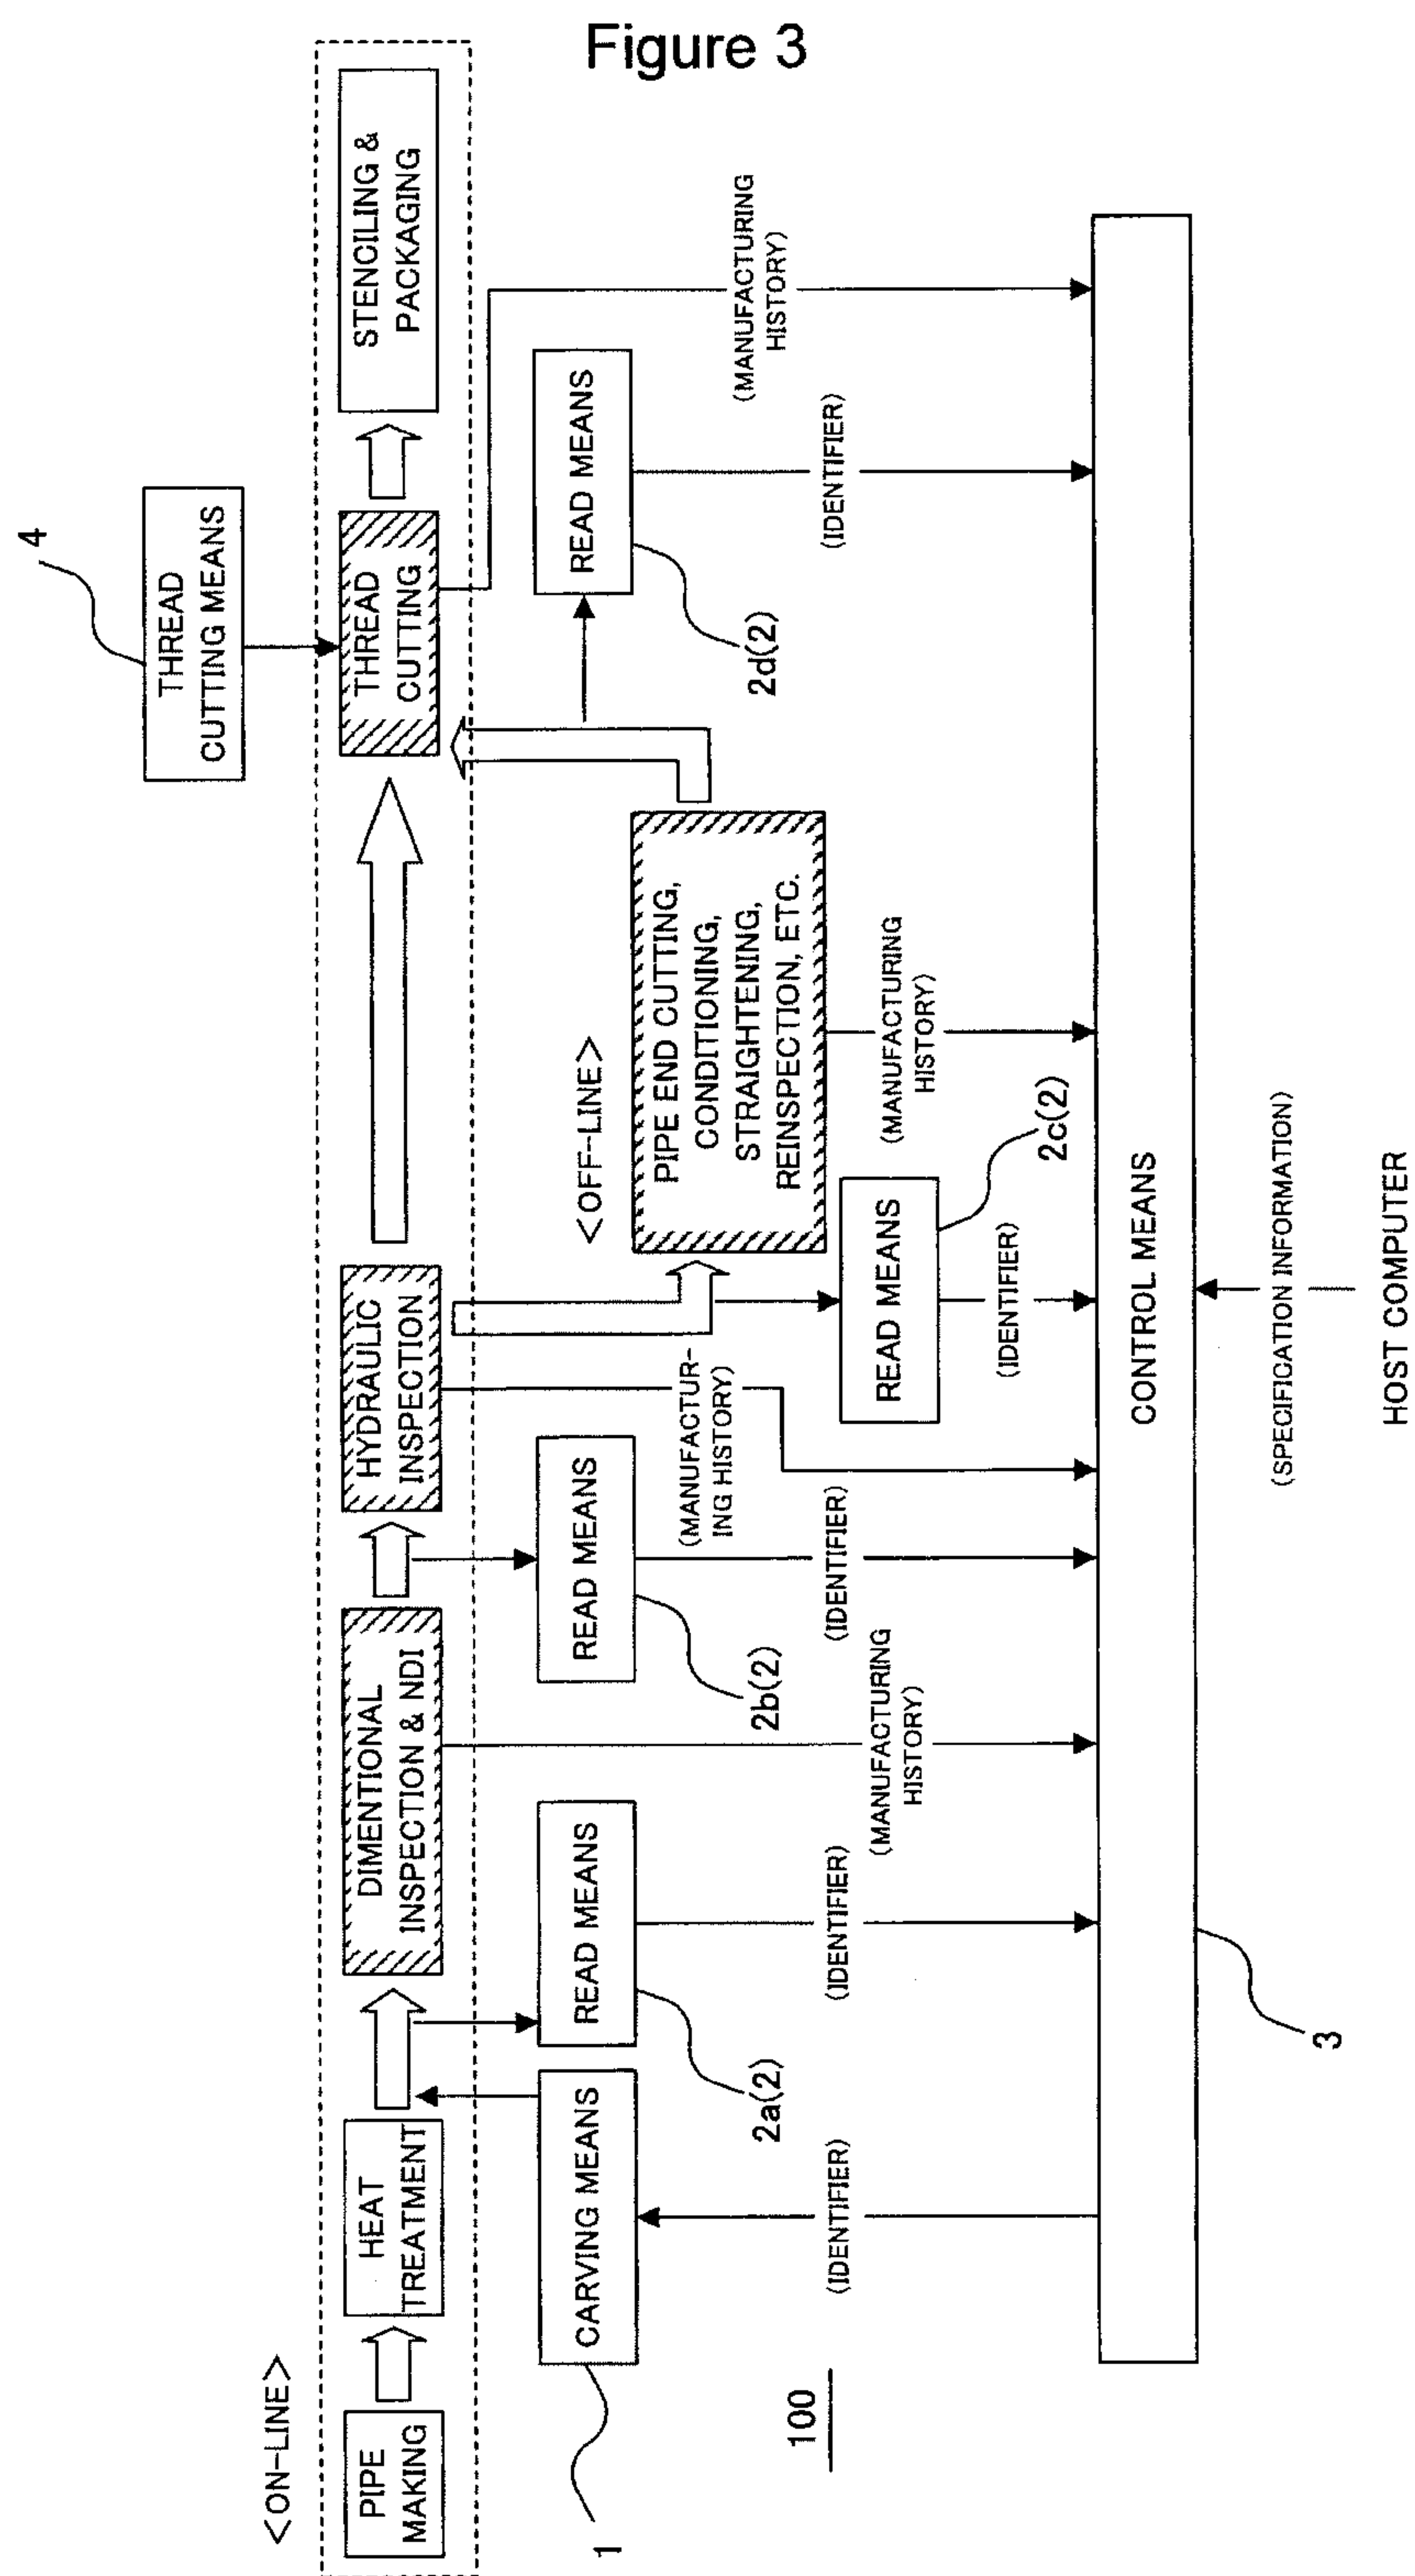 Figure 3
<ON-LINE>
PIPE
MAKING
HEAT
TREATMENT
DIMENTIONAL
INSPECTION & NDI
HYDRAULIC
INSPECTION
THREAD
CUTTING
STENCILING &
PACKAGING
THREAD
CUTTING MEANS
4
<OFF-LINE>
PIPE END CUTTING,
CONDITIONING,
STRAIGHTENING,
REINSPECTION, ETC.
CARVING MEANS
1
READ MEANS
2a(2)
READ MEANS
2b(2)
READ MEANS
2c(2)
READ MEANS
2d(2)
(IDENTIFIER)
(IDENTIFIER)
(MANUFACTURING
HISTORY)
(IDENTIFIER)
(MANUFACTUR-
ING HISTORY)
(IDENTIFIER)
(MANUFACTURING
HISTORY)
(IDENTIFIER)
(MANUFACTURING
HISTORY)
100
CONTROL MEANS
3
(SPECIFICATION INFORMATION)
HOST COMPUTER